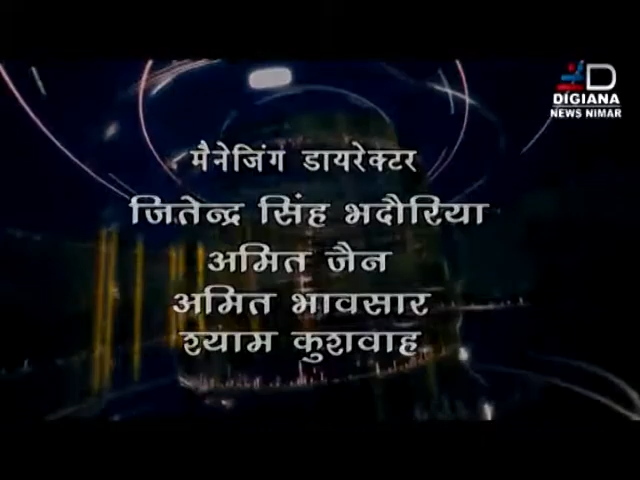 DIGIANA
NEWS NIMAR
मैनेजिंग डायरेक्टर
जितेन्द्र सिंह भदौरिया
अमित जैन
अमित भावसार
श्याम कुशवाह